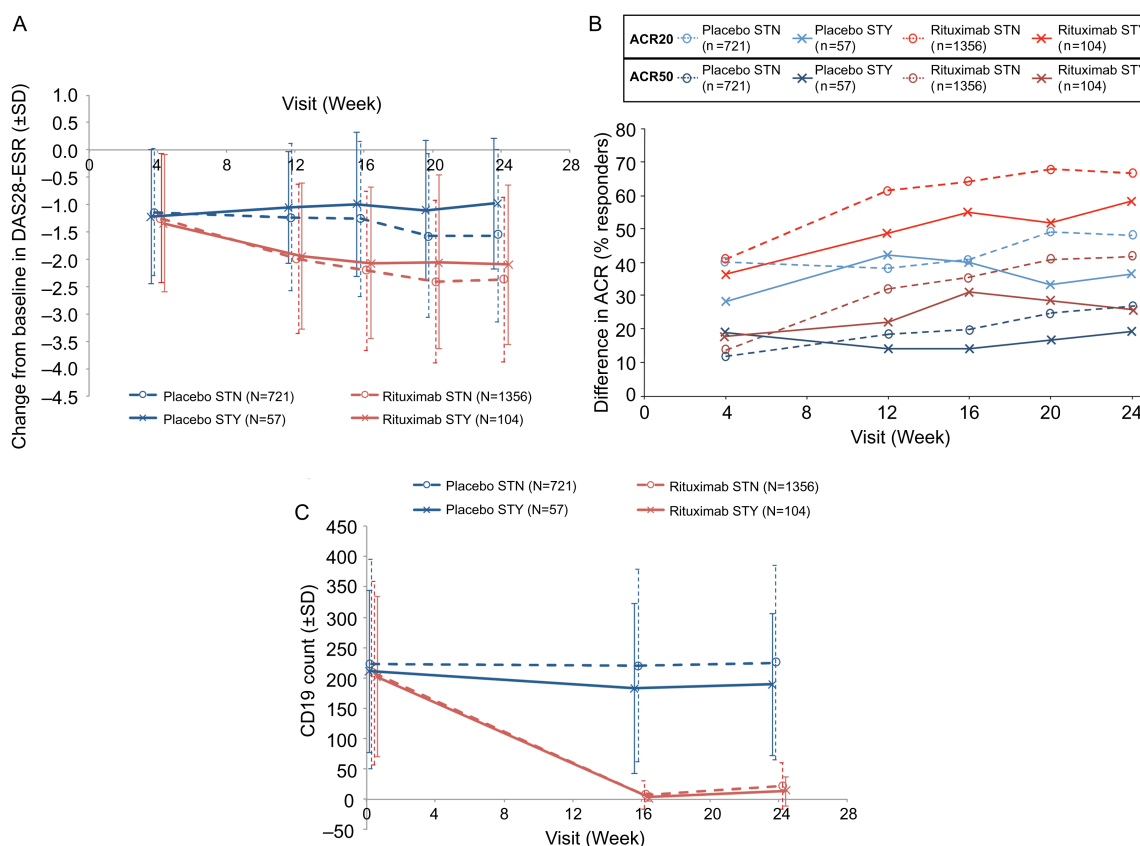 A
B
ACR20 Placebo STN (n=721) Placebo STY (n=57) Rituximab STN (n=1356) Rituximab STY (n=104)
ACR50 Placebo STN (n=721) Placebo STY (n=57) Rituximab STN (n=1356) Rituximab STY (n=104)
Change from baseline in DAS28-ESR (±SD)
Visit (Week)
1.0
0.5
0.0
–0.5
–1.0
–1.5
–2.0
–2.5
–3.0
–3.5
–4.0
–4.5
0 4 8 12 16 20 24 28
Placebo STN (N=721) Rituximab STN (N=1356)
Placebo STY (N=57) Rituximab STY (N=104)
Difference in ACR (% responders)
80
70
60
50
40
30
20
10
0
0 4 8 12 16 20 24
Visit (Week)
C
Placebo STN (N=721) Rituximab STN (N=1356)
Placebo STY (N=57) Rituximab STY (N=104)
CD19 count (±SD)
450
400
350
300
250
200
150
100
50
0
–50
0 4 8 12 16 20 24 28
Visit (Week)